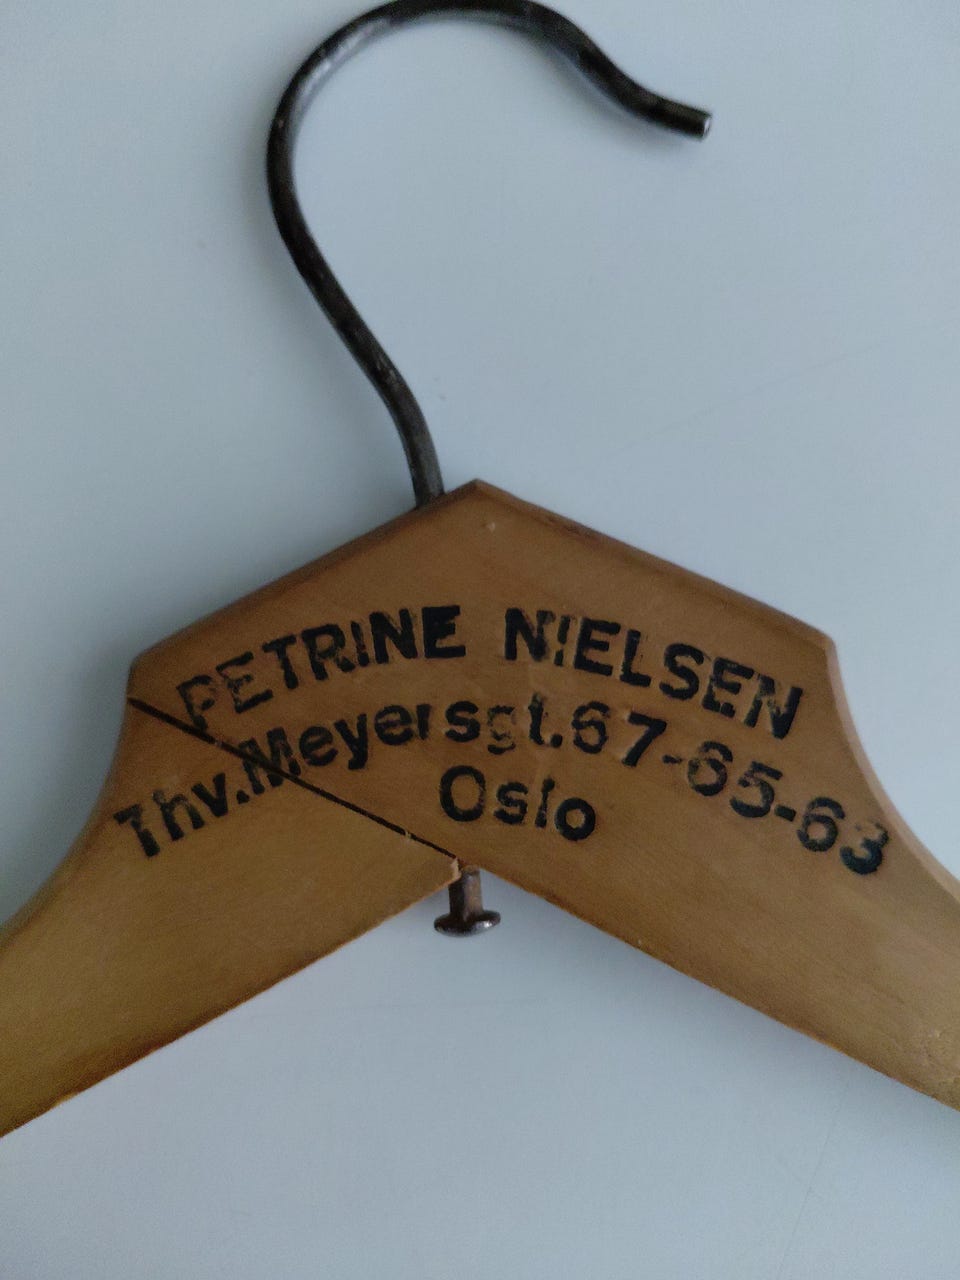 PETRINE NIELSEN
Thv. Meyersgt. 67-65-63
Oslo